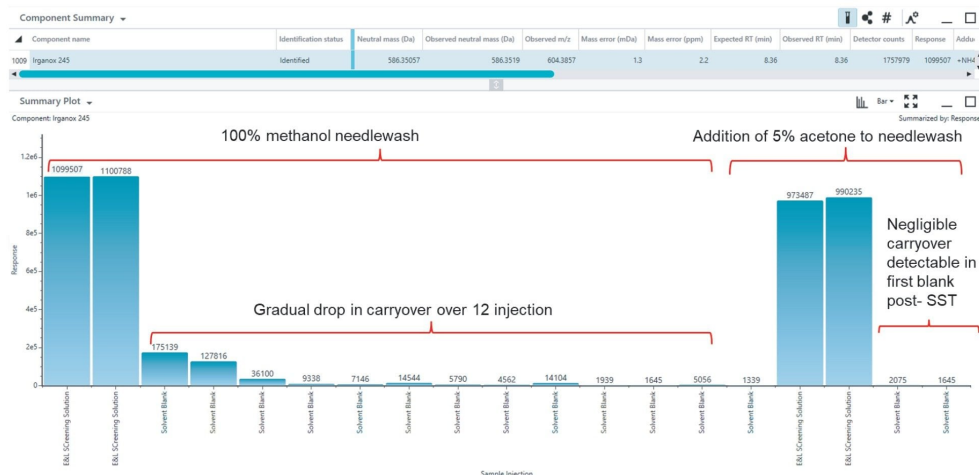 Component Summary
Component name Identification status Neutral mass (Da) Observed neutral mass (Da) Observed m/z Mass error (mDa) Mass error (ppm) Expected RT (min) Observed RT (min) Detector counts Response Adduc
1009 Irganox 245 Identified 586.35057 586.3519 604.3857 1.3 2.2 8.36 8.36 1757979 1099507 +NH4
Summary Plot
Bar
Component: Irganox 245
Summarized by: Response
100% methanol needlewash
Addition of 5% acetone to needlewash
Negligible
carryover
detectable in
first blank
post- SST
Gradual drop in carryover over 12 injection
Response
1.2e6
1e6
8e5
6e5
4e5
2e5
0
1099507
1100788
175139
127816
36100
9338
7146
14544
5790
4562
14104
1939
1645
5056
1339
973487
990235
2075
1645
E&L SCreening Solution
E&L SCreening Solution
Solvent Blank
Solvent Blank
Solvent Blank
Solvent Blank
Solvent Blank
Solvent Blank
Solvent Blank
Solvent Blank
Solvent Blank
Solvent Blank
Solvent Blank
Solvent Blank
Solvent Blank
E&L SCreening Solution
E&L SCreening Solution
Solvent Blank
Solvent Blank
Sample Injection